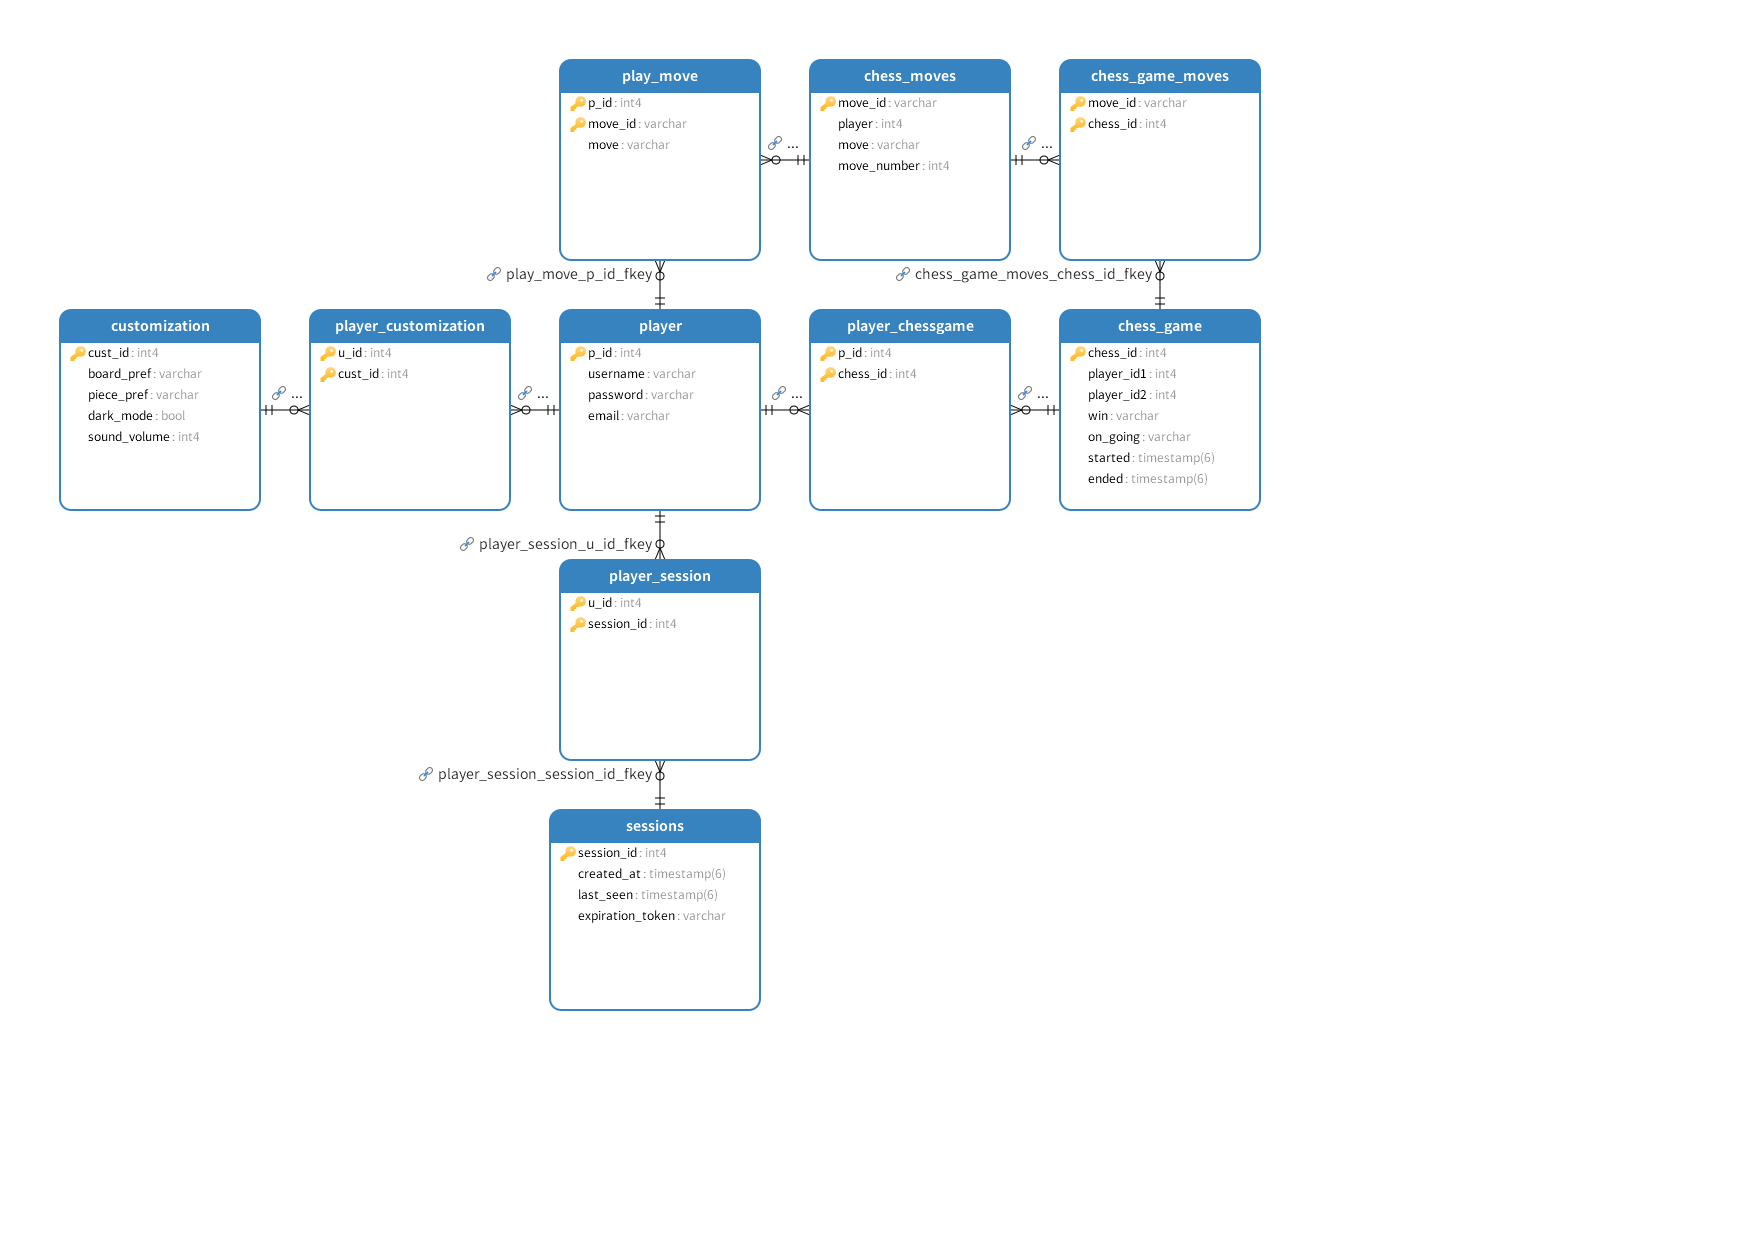 play_move
p_id : int4
move_id : varchar
move : varchar
...
chess_moves
move_id : varchar
player : int4
move : varchar
move_number : int4
...
chess_game_moves
move_id : varchar
chess_id : int4
play_move_p_id_fkey
chess_game_moves_chess_id_fkey
customization
cust_id : int4
board_pref : varchar
piece_pref : varchar
dark_mode : bool
sound_volume : int4
...
player_customization
u_id : int4
cust_id : int4
...
player
p_id : int4
username : varchar
password : varchar
email : varchar
...
player_chessgame
p_id : int4
chess_id : int4
...
chess_game
chess_id : int4
player_id1 : int4
player_id2 : int4
win : varchar
on_going : varchar
started : timestamp(6)
ended : timestamp(6)
player_session_u_id_fkey
player_session
u_id : int4
session_id : int4
player_session_session_id_fkey
sessions
session_id : int4
created_at : timestamp(6)
last_seen : timestamp(6)
expiration_token : varchar